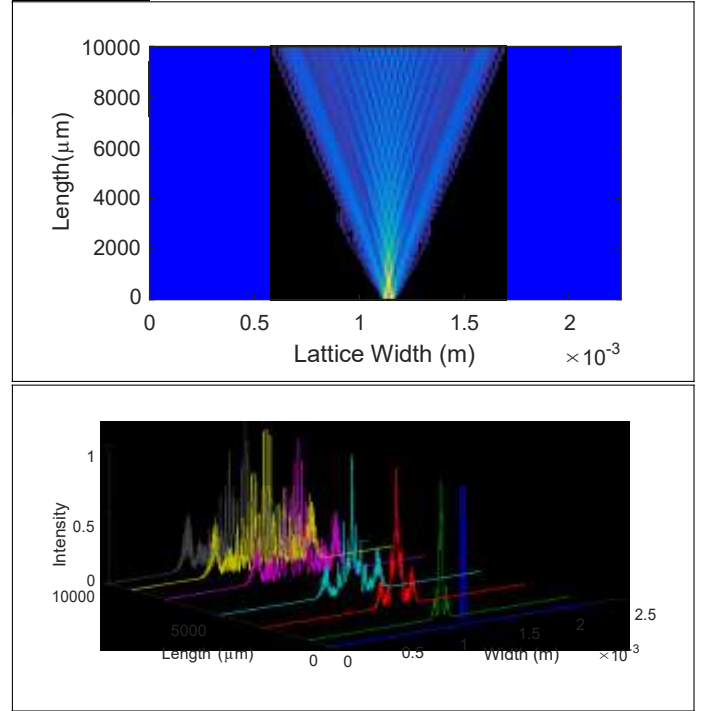 10000
8000
6000
4000
2000
0
Length(μm)
0 0.5 1 1.5 2
Lattice Width (m) ×10-3
1
0.5
0
Intensity
10000
5000
0
Length (μm)
0 0.5 1 1.5 2 2.5
Width (m) ×10-3